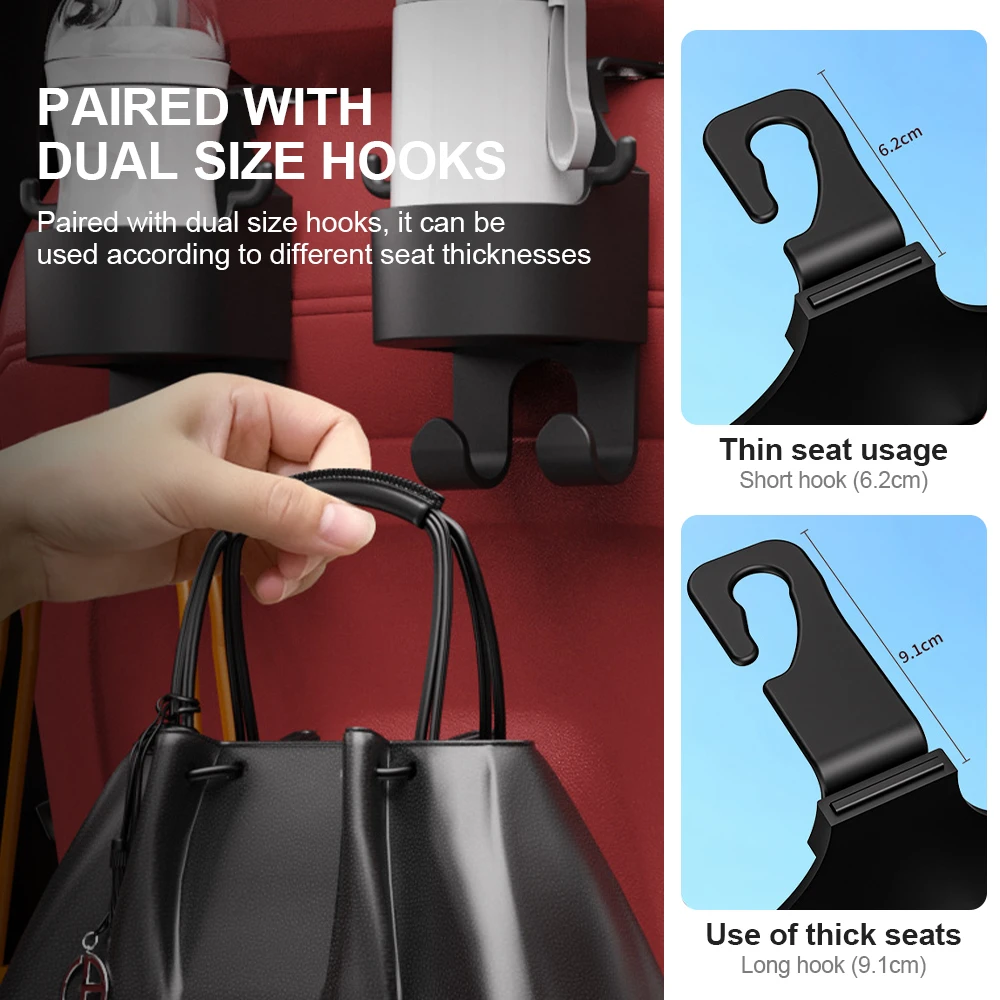 PAIRED WITH
DUAL SIZE HOOKS
Paired with dual size hooks, it can be
used according to different seat thicknesses
6.2cm
Thin seat usage
Short hook (6.2cm)
9.1cm
Use of thick seats
Long hook (9.1cm)